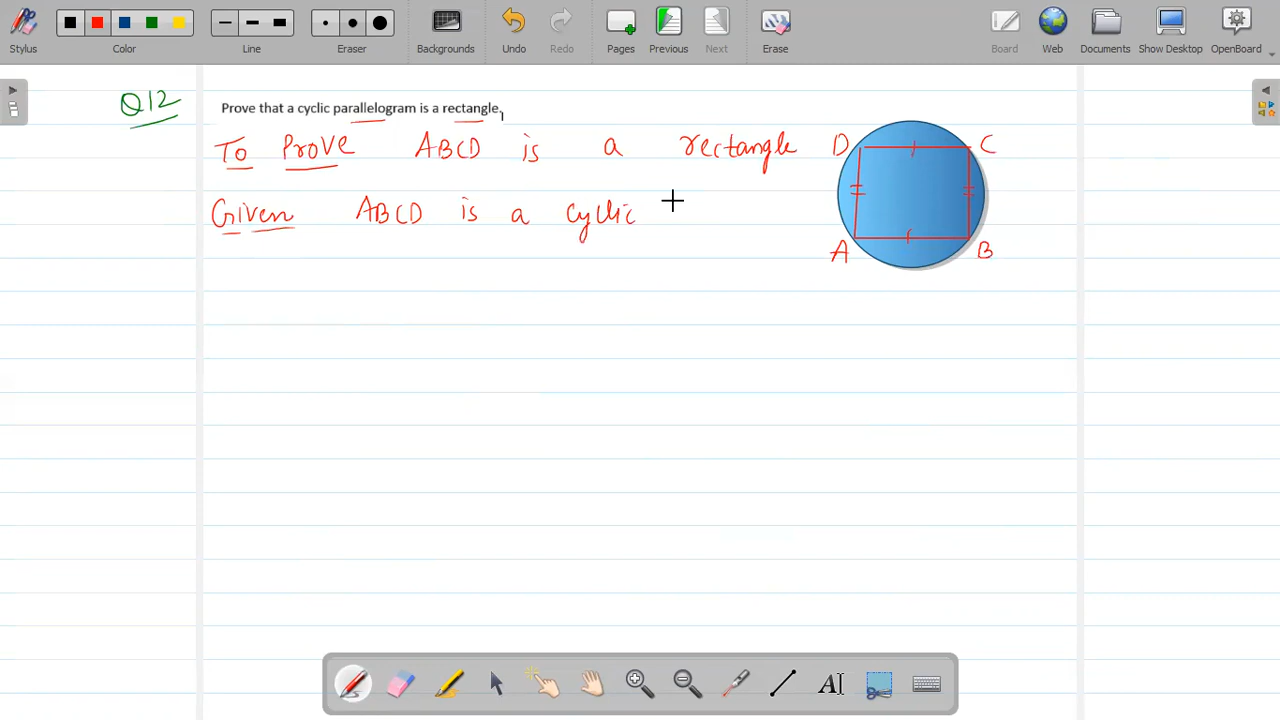 Stylus Color Line Eraser Backgrounds Undo Redo Pages Previous Next Erase Board Web Documents Show Desktop OpenBoard
Q12
Prove that a cyclic parallelogram is a rectangle.
To Prove ABCD is a rectangle
D C
Given ABCD is a cyclic
A B